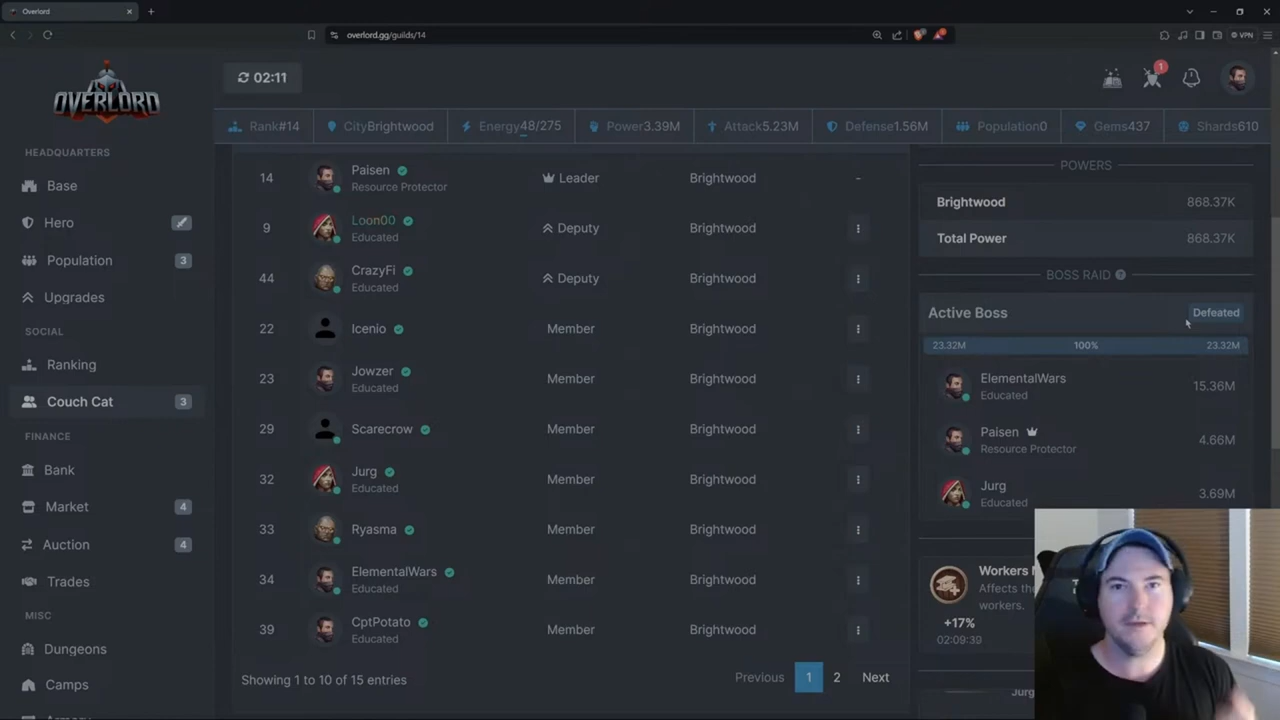 Overlord
overlord.gg/guilds/14
VPN
OVERLORD
02:11
1
Rank#14
CityBrightwood
Energy48/275
Power3.39M
Attack5.23M
Defense1.56M
Population0
Gems437
Shards610
HEADQUARTERS
Base
Hero
Population 3
Upgrades
SOCIAL
Ranking
Couch Cat 3
FINANCE
Bank
Market 4
Auction 4
Trades
MISC
Dungeons
Camps
14 Paisen Leader Brightwood -
Resource Protector
9 Loon00 Deputy Brightwood
Educated
44 CrazyFi Deputy Brightwood
Educated
22 Icenio Member Brightwood
23 Jowzer Member Brightwood
Educated
29 Scarecrow Member Brightwood
32 Jurg Member Brightwood
Educated
33 Ryasma Member Brightwood
34 ElementalWars Member Brightwood
Educated
39 CptPotato Member Brightwood
Educated
Showing 1 to 10 of 15 entries
Previous 1 2 Next
POWERS
Brightwood 868.37K
Total Power 868.37K
BOSS RAID
Active Boss Defeated
23.32M 100% 23.32M
ElementalWars 15.36M
Educated
Paisen 4.66M
Resource Protector
Jurg 3.69M
Educated
Workers
Affects the
workers.
+17%
02:09:39
Jurg